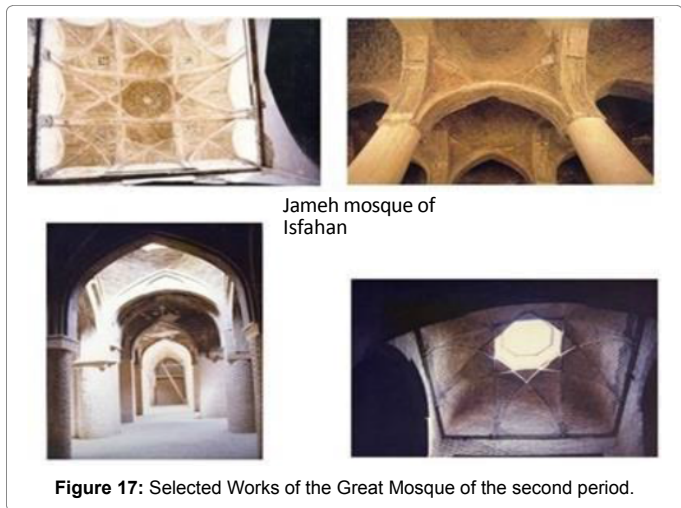 Jameh mosque of
Isfahan
Figure 17: Selected Works of the Great Mosque of the second period.